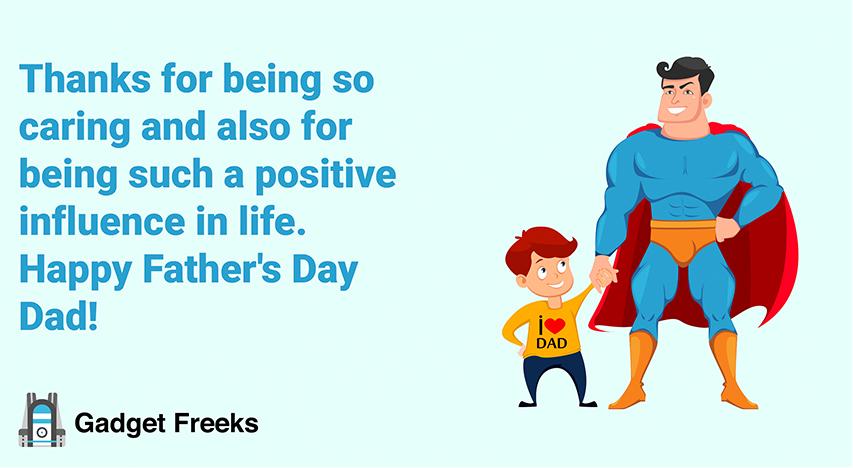 Thanks for being so
caring and also for
being such a positive
influence in life.
Happy Father's Day
Dad!
i ❤ DAD
Gadget Freeks